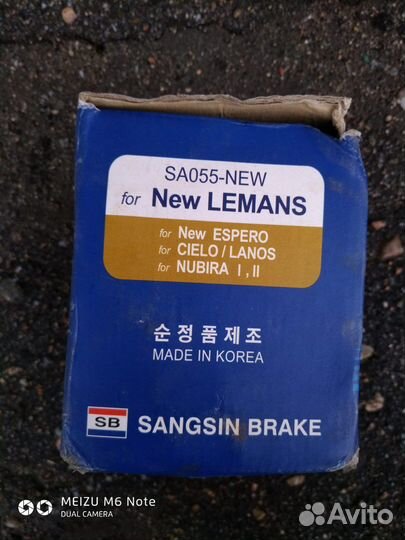 SA055-NEW
for New LEMANS
for New ESPERO
for CIELO / LANOS
for NUBIRA I , II
순정품제조
MADE IN KOREA
SB SANGSIN BRAKE
MEIZU M6 Note
DUAL CAMERA
Avito